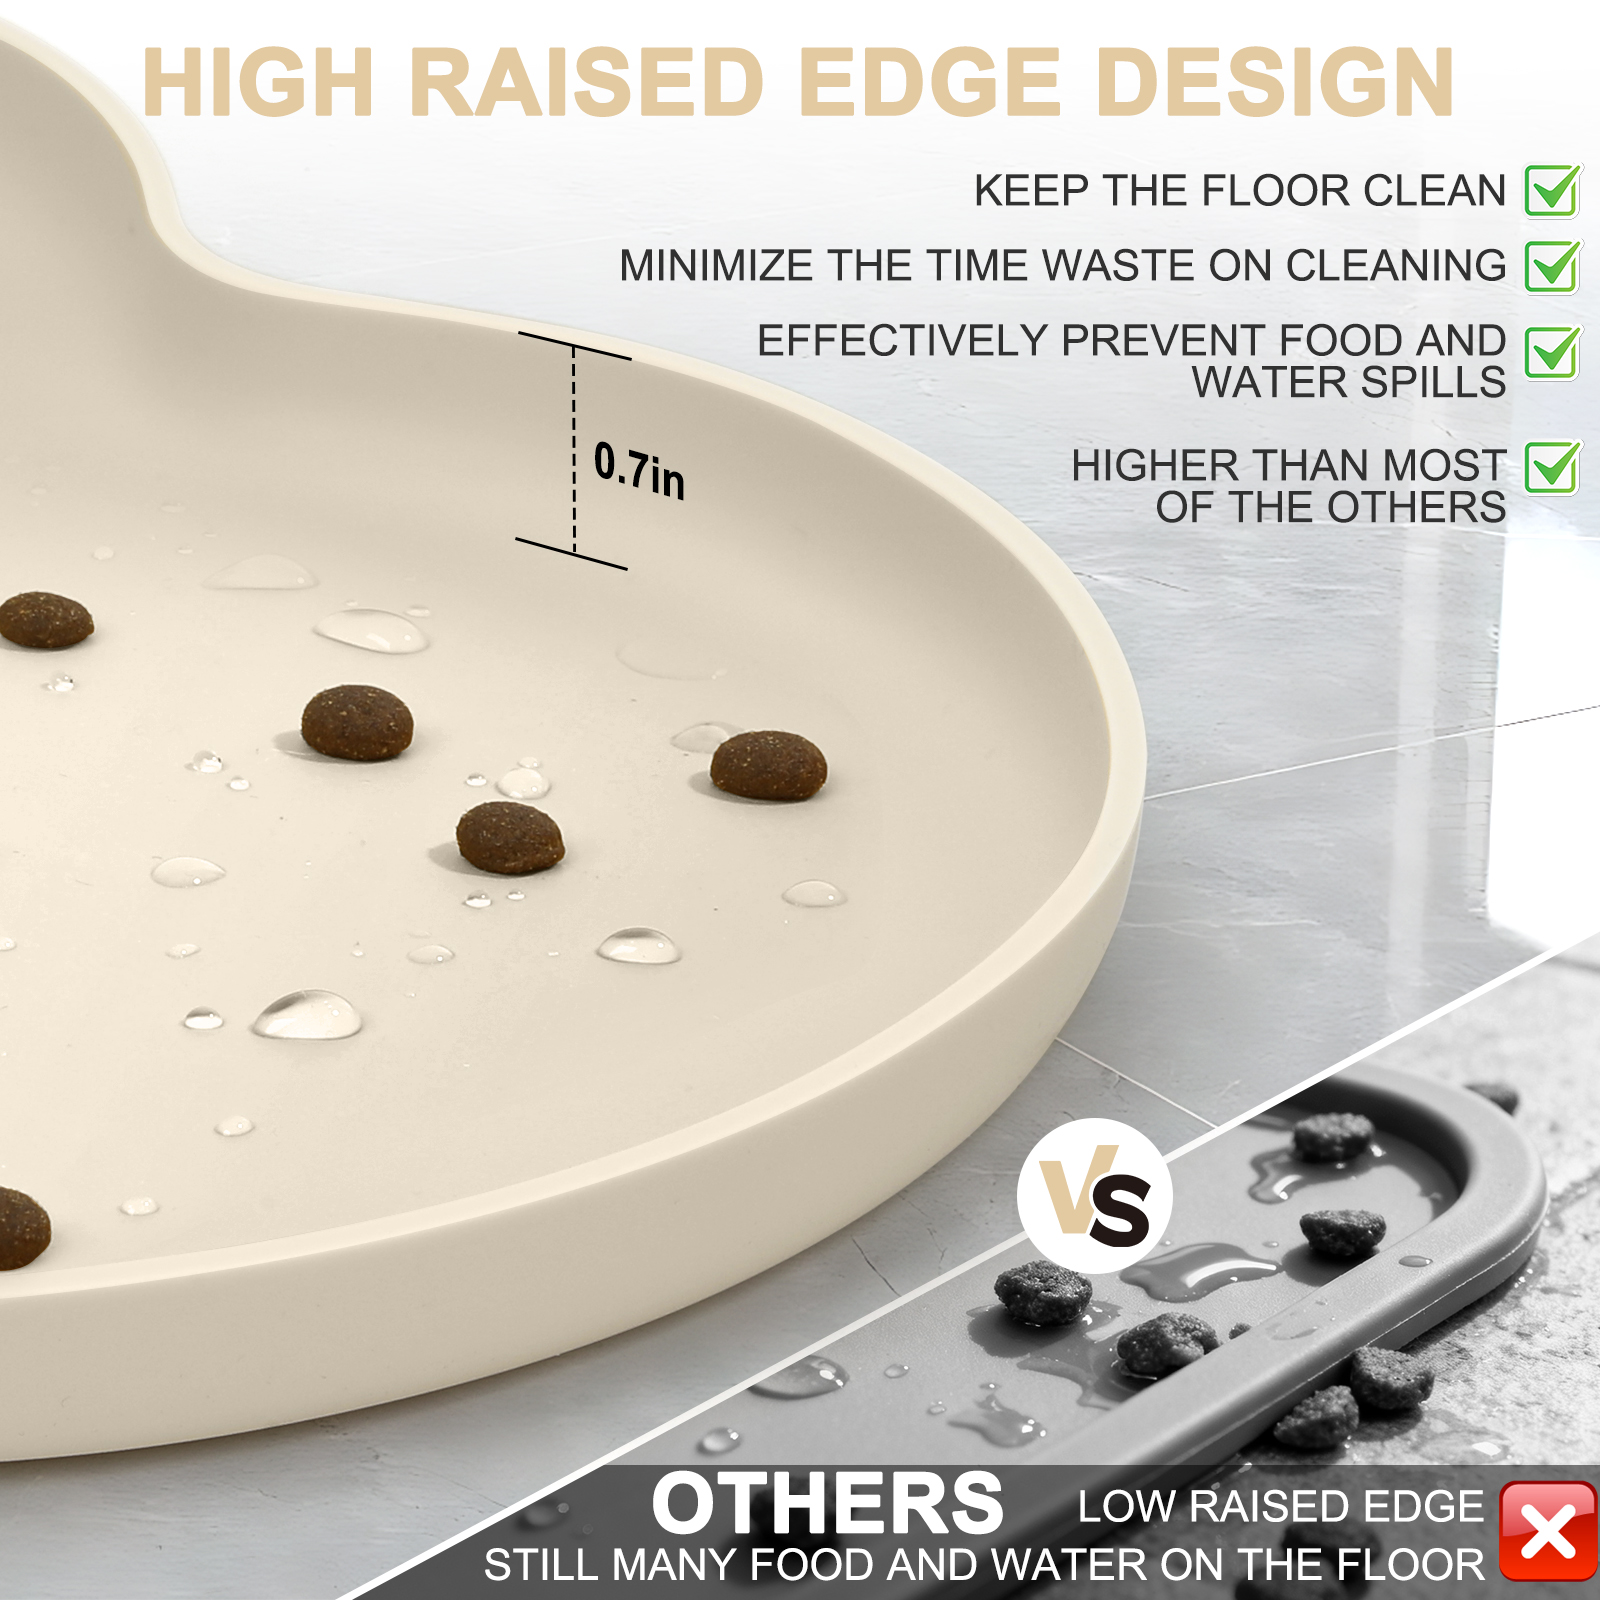 HIGH RAISED EDGE DESIGN
KEEP THE FLOOR CLEAN
MINIMIZE THE TIME WASTE ON CLEANING
EFFECTIVELY PREVENT FOOD AND
WATER SPILLS
HIGHER THAN MOST
OF THE OTHERS
0.7in
VS
OTHERS
LOW RAISED EDGE
STILL MANY FOOD AND WATER ON THE FLOOR